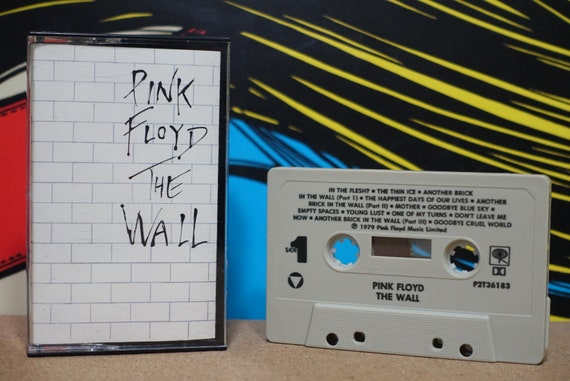 PINK
FLOYD
THE
WALL
IN THE FLESH? • THE THIN ICE • ANOTHER BRICK
IN THE WALL (Part 1) • THE HAPPIEST DAYS OF OUR LIVES • ANOTHER
BRICK IN THE WALL (Part II) • MOTHER • GOODBYE BLUE SKY •
EMPTY SPACES • YOUNG LUST • ONE OF MY TURNS • DON'T LEAVE ME
NOW • ANOTHER BRICK IN THE WALL (Part III) • GOODBYE CRUEL WORLD
℗ 1979 Pink Floyd Music Limited
SIDE 1
PINK FLOYD
THE WALL
P2T36183